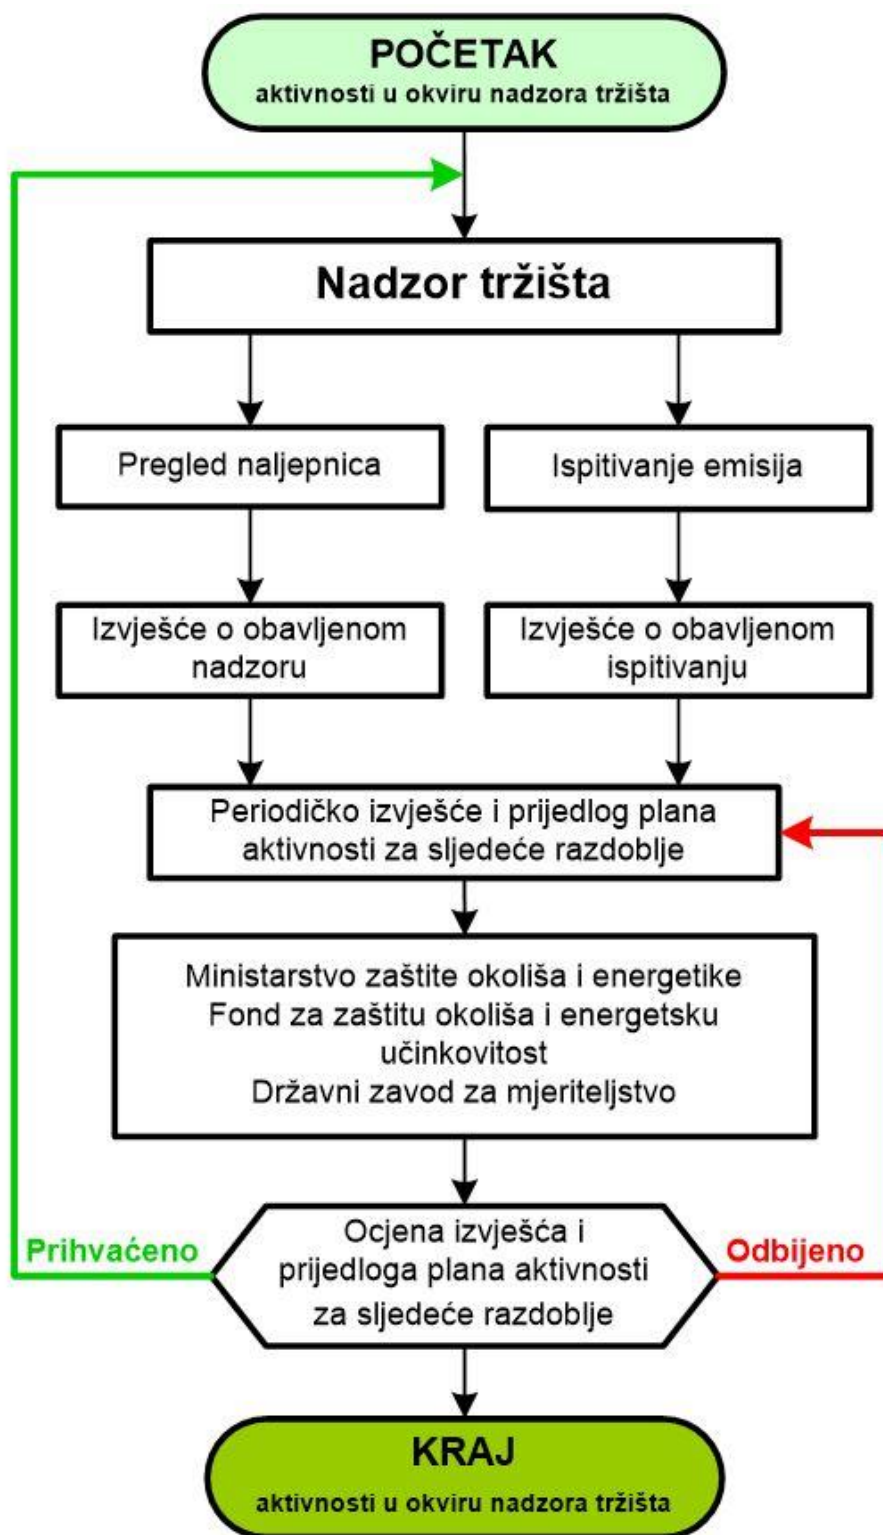 POČETAK
aktivnosti u okviru nadzora tržišta
Nadzor tržišta
Pregled naljepnica
Ispitivanje emisija
Izvješće o obavljenom
nadzoru
Izvješće o obavljenom
ispitivanju
Periodičko izvješće i prijedlog plana
aktivnosti za sljedeće razdoblje
Ministarstvo zaštite okoliša i energetike
Fond za zaštitu okoliša i energetsku
učinkovitost
Državni zavod za mjeriteljstvo
Prihvaćeno
Ocjena izvješća i
prijedloga plana aktivnosti
za sljedeće razdoblje
Odbijeno
KRAJ
aktivnosti u okviru nadzora tržišta